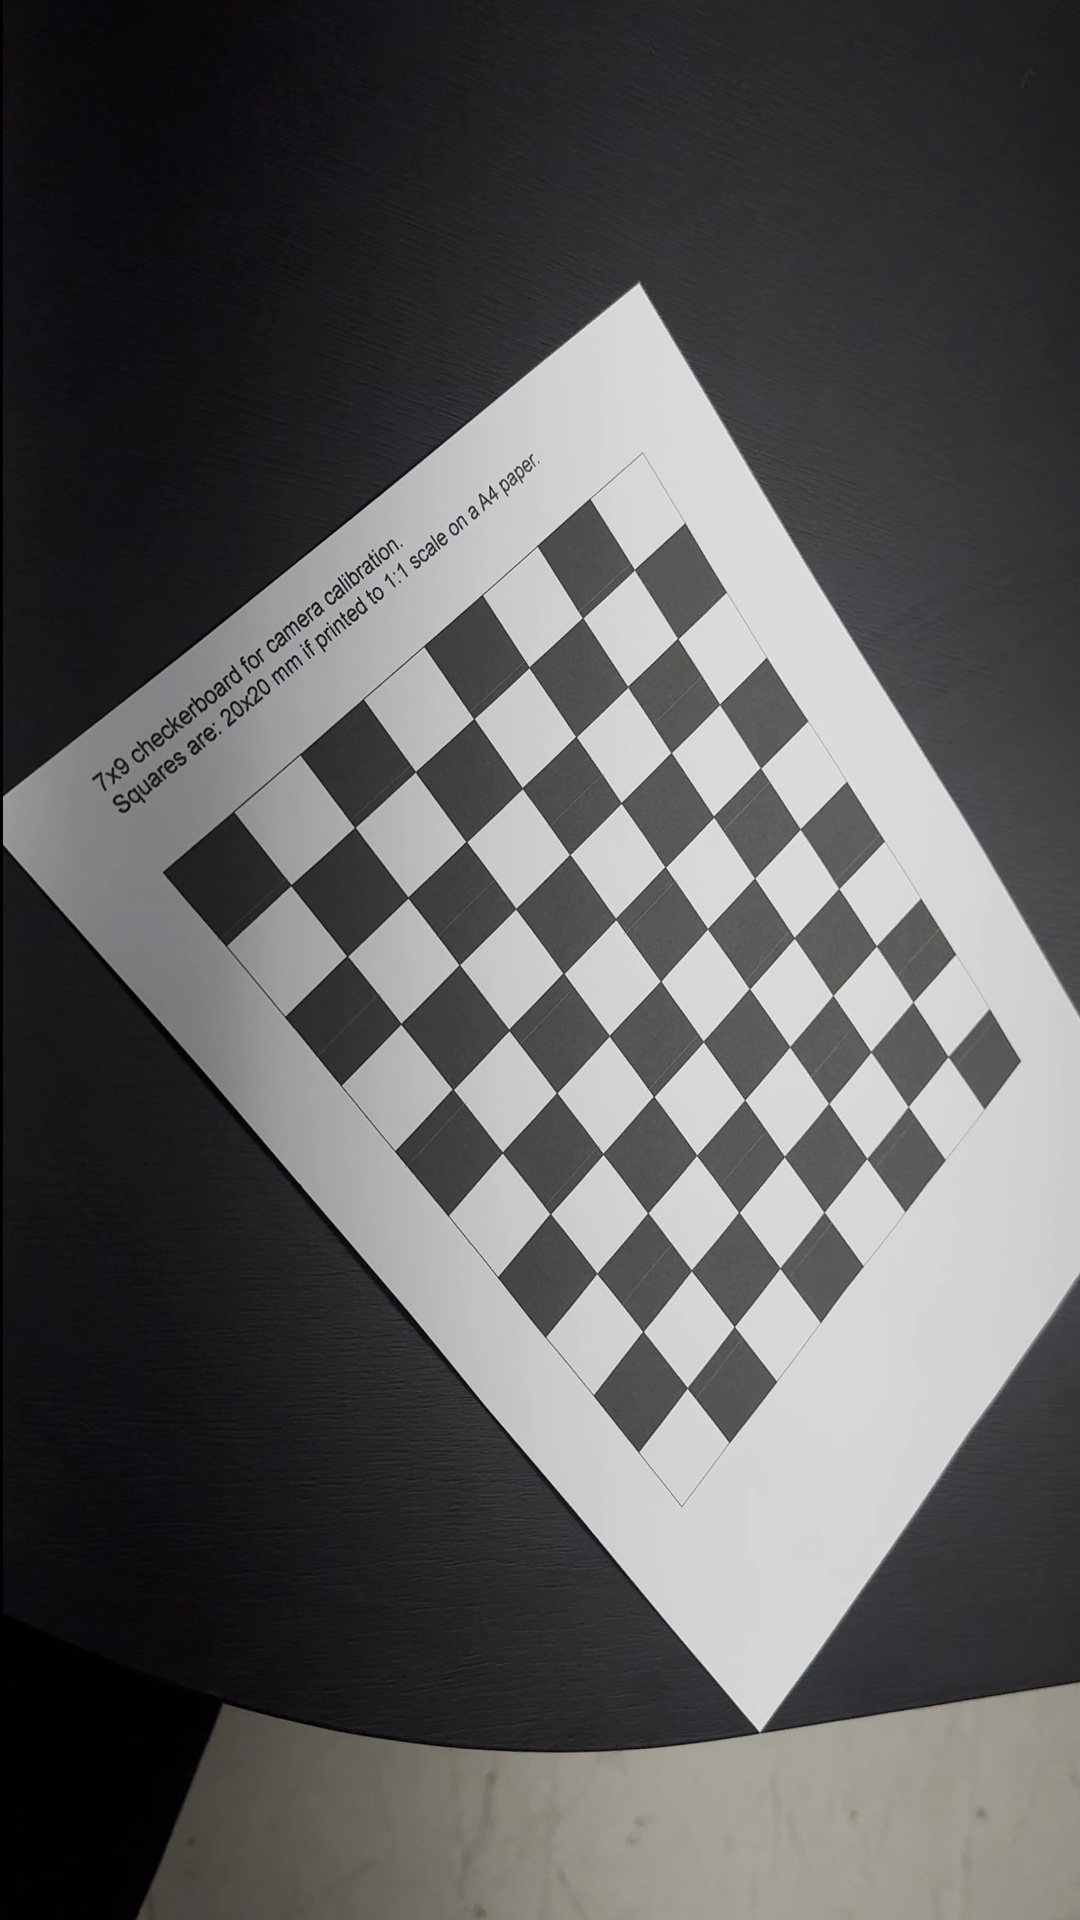 7x9 checkerboard for camera calibration.
Squares are: 20x20 mm if printed to 1:1 scale on a A4 paper.